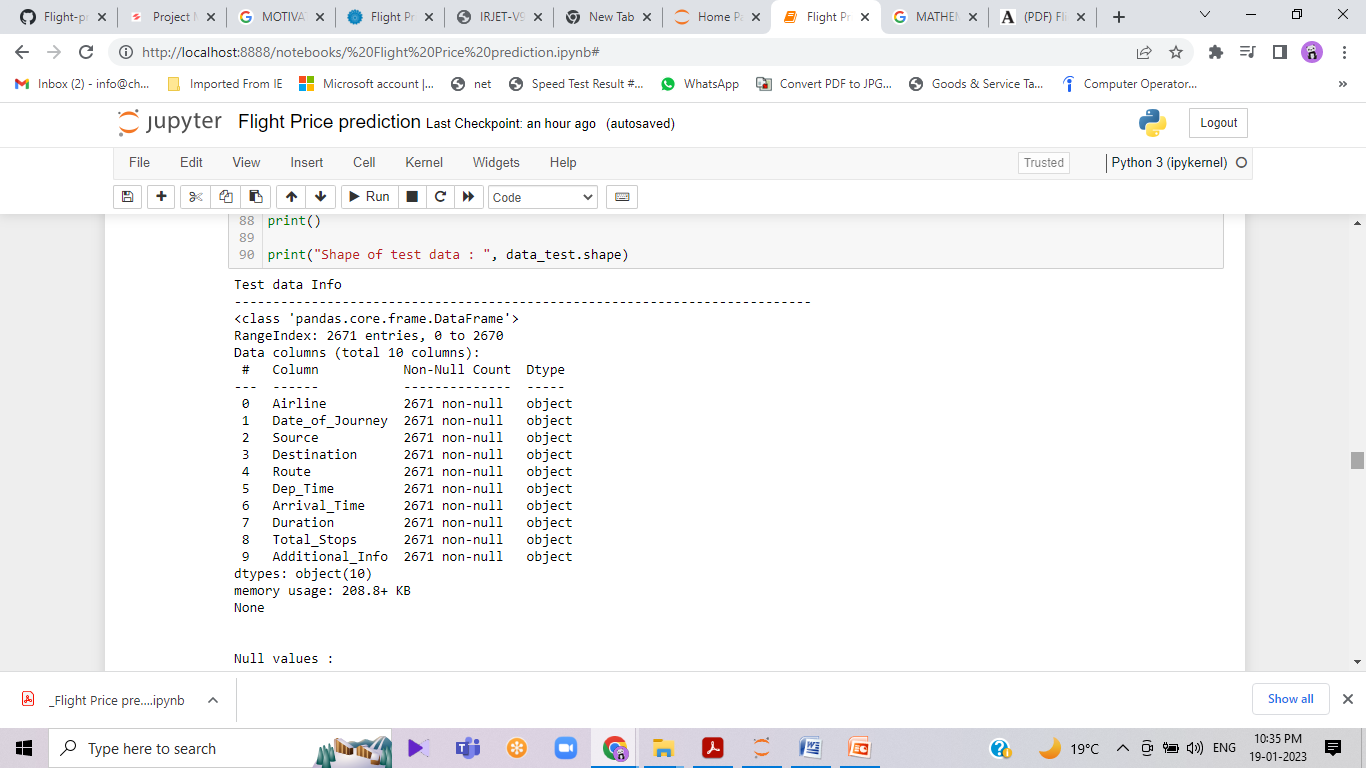 Flight-pr
Project M
MOTIVAT
Flight Pr
IRJET-V9
New Tab
Home Pa
Flight Pr
MATHEM
(PDF) Fli
http://localhost:8888/notebooks/%20Flight%20Price%20prediction.ipynb#
Inbox (2) - info@ch...
Imported From IE
Microsoft account |...
net
Speed Test Result #...
WhatsApp
Convert PDF to JPG...
Goods & Service Ta...
Computer Operator...
»
jupyter Flight Price prediction Last Checkpoint: an hour ago (autosaved)
Logout
File Edit View Insert Cell Kernel Widgets Help
Trusted
Python 3 (ipykernel)
Run
Code
88 print()
89
90 print("Shape of test data : ", data_test.shape)
Test data Info
---------------------------------------------------------------------------
<class 'pandas.core.frame.DataFrame'>
RangeIndex: 2671 entries, 0 to 2670
Data columns (total 10 columns):
 #   Column           Non-Null Count  Dtype
---  ------           --------------  -----
 0   Airline          2671 non-null   object
 1   Date_of_Journey  2671 non-null   object
 2   Source           2671 non-null   object
 3   Destination      2671 non-null   object
 4   Route            2671 non-null   object
 5   Dep_Time         2671 non-null   object
 6   Arrival_Time     2671 non-null   object
 7   Duration         2671 non-null   object
 8   Total_Stops      2671 non-null   object
 9   Additional_Info  2671 non-null   object
dtypes: object(10)
memory usage: 208.8+ KB
None
Null values :
_Flight Price pre....ipynb
Show all
Type here to search
19°C
ENG
10:35 PM
19-01-2023